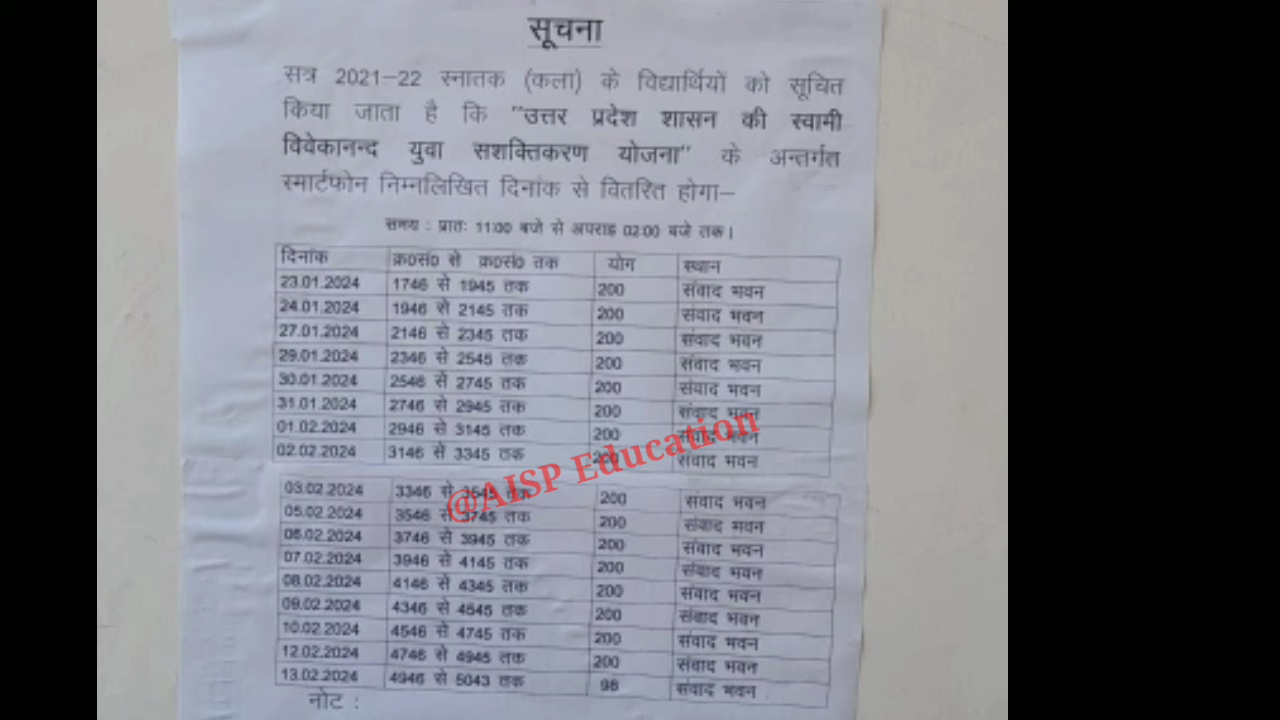 सूचना
सत्र 2021–22 स्नातक (कला) के विद्यार्थियों को सूचित
किया जाता है कि "उत्तर प्रदेश शासन की स्वामी
विवेकानन्द युवा सशक्तिकरण योजना" के अन्तर्गत
स्मार्टफोन निम्नलिखित दिनांक से वितरित होगा–
समय : प्रातः 11:00 बजे से अपराह्न 02:00 बजे तक।
दिनांक क्र0सं0 से क्र0सं0 तक योग स्थान
23.01.2024 1746 से 1945 तक 200 संवाद भवन
24.01.2024 1946 से 2145 तक 200 संवाद भवन
27.01.2024 2146 से 2345 तक 200 संवाद भवन
29.01.2024 2346 से 2545 तक 200 संवाद भवन
30.01.2024 2546 से 2745 तक 200 संवाद भवन
31.01.2024 2746 से 2945 तक 200 संवाद भवन
01.02.2024 2946 से 3145 तक 200 संवाद भवन
02.02.2024 3146 से 3345 तक 200 संवाद भवन
@AISP Education
03.02.2024 3346 से 3545 तक 200 संवाद भवन
05.02.2024 3546 से 3745 तक 200 संवाद भवन
06.02.2024 3746 से 3945 तक 200 संवाद भवन
07.02.2024 3946 से 4145 तक 200 संवाद भवन
08.02.2024 4146 से 4345 तक 200 संवाद भवन
09.02.2024 4346 से 4545 तक 200 संवाद भवन
10.02.2024 4546 से 4745 तक 200 संवाद भवन
12.02.2024 4746 से 4945 तक 200 संवाद भवन
13.02.2024 4946 से 5043 तक 98 संवाद भवन
नोट :